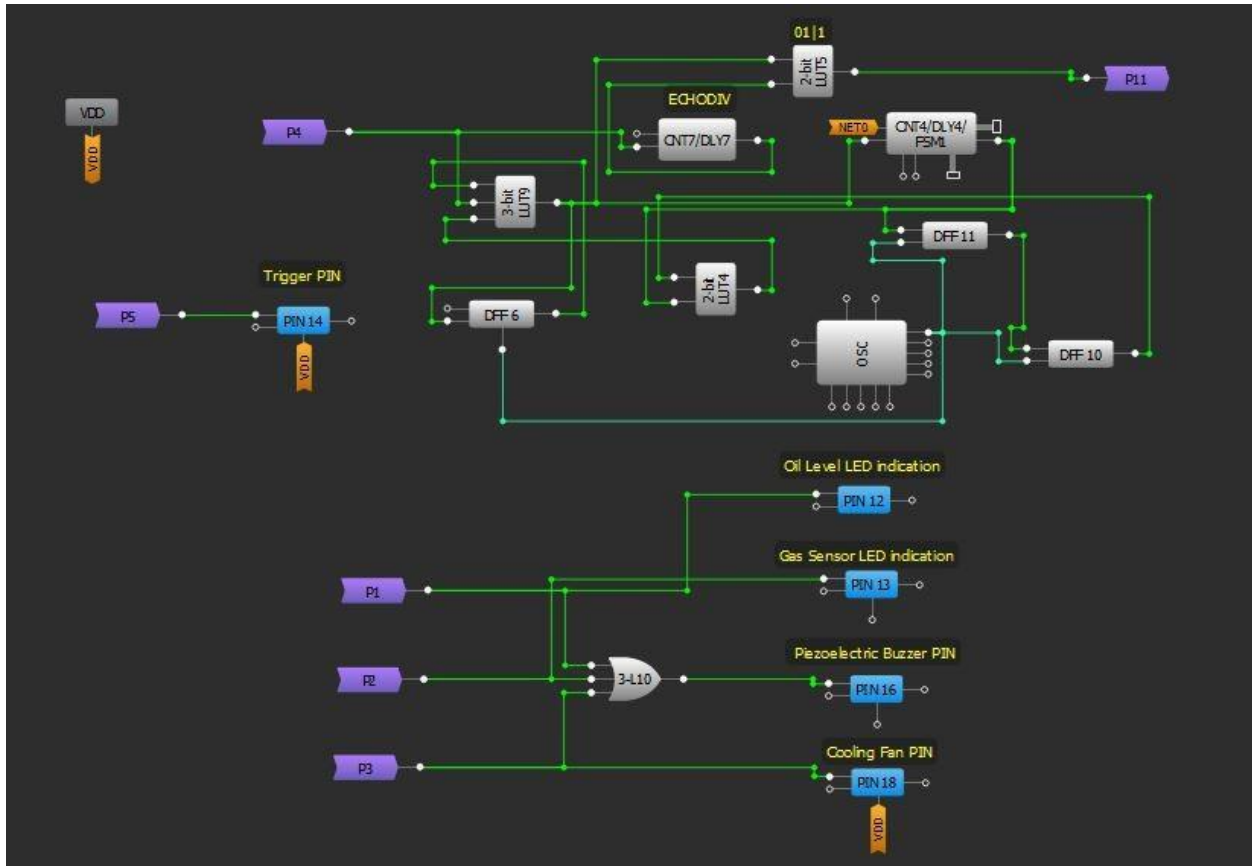 01|1
2-bit
LUT5
P11
VDD
VDD
P4
ECHODIV
CNT7/DLY7
NET0
CNT4/DLY4/
FSM1
3-bit
LUT9
DFF 11
2-bit
LUT4
Trigger PIN
P5
PIN 14
VDD
DFF 6
OSC
DFF 10
Oil Level LED indication
PIN 12
Gas Sensor LED indication
PIN 13
P1
Piezoelectric Buzzer PIN
P2
3-L10
PIN 16
Cooling Fan PIN
P3
PIN 18
VDD